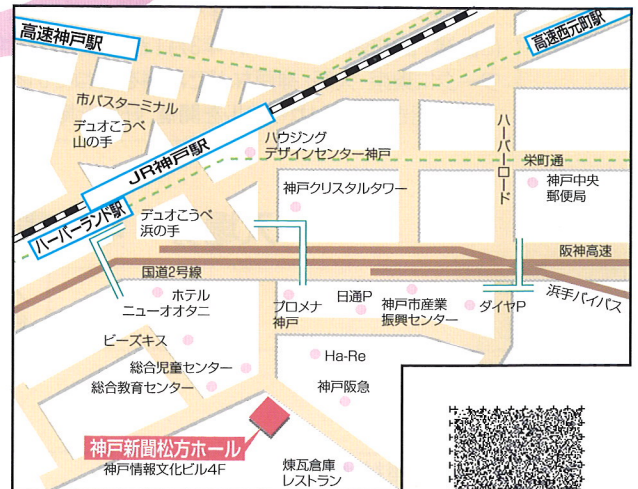 高速神戸駅
高速西元町駅
市バスターミナル
デュオこうべ
山の手
JR神戸駅
ハウジング
デザインセンター神戸
ハーバーロード
栄町通
神戸中央
郵便局
神戸クリスタルタワー
ハーバーランド駅
デュオこうべ
浜の手
阪神高速
国道2号線
浜手バイパス
ホテル
ニューオオタニ
プロメナ
神戸
日通P
神戸市産業
振興センター
ダイヤP
ビーズキス
総合児童センター
総合教育センター
Ha-Re
神戸阪急
神戸新聞松方ホール
神戸情報文化ビル4F
煉瓦倉庫
レストラン